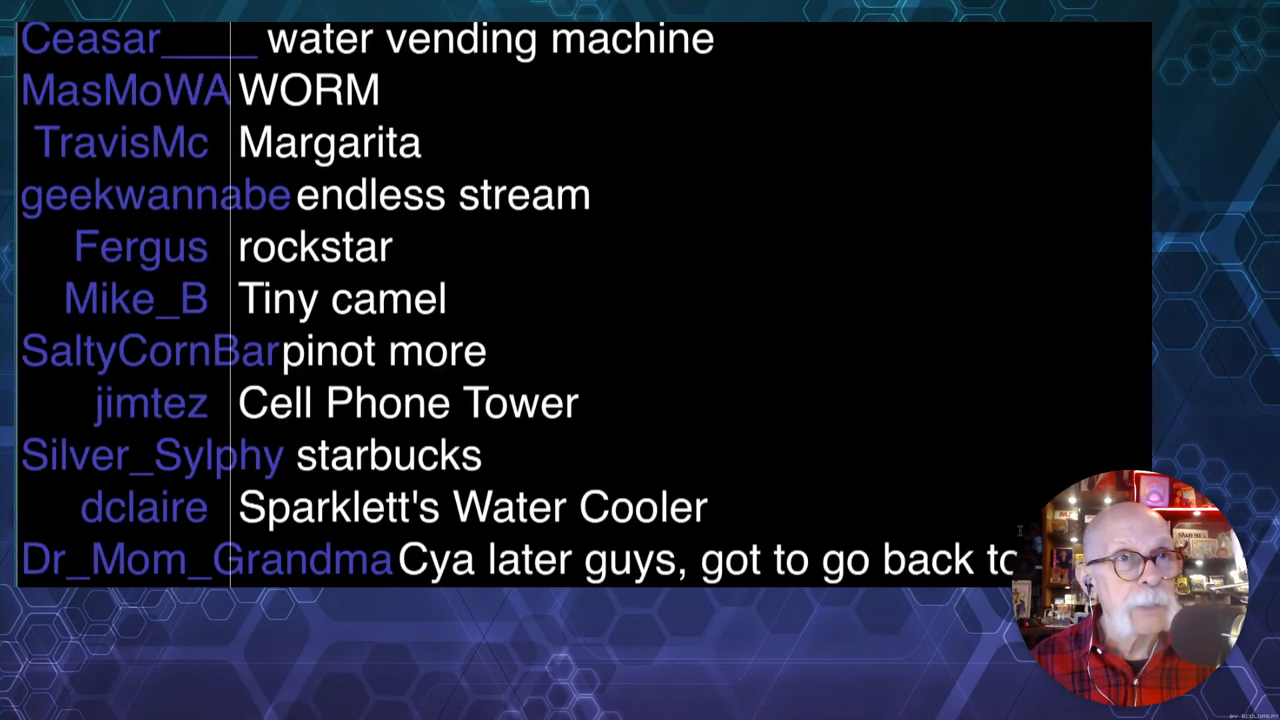 Ceasar____ water vending machine
MasMoWA WORM
TravisMc Margarita
geekwannabe endless stream
Fergus rockstar
Mike_B Tiny camel
SaltyCornBar pinot more
jimtez Cell Phone Tower
Silver_Sylphy starbucks
dclaire Sparklett's Water Cooler
Dr_Mom_Grandma Cya later guys, got to go back to